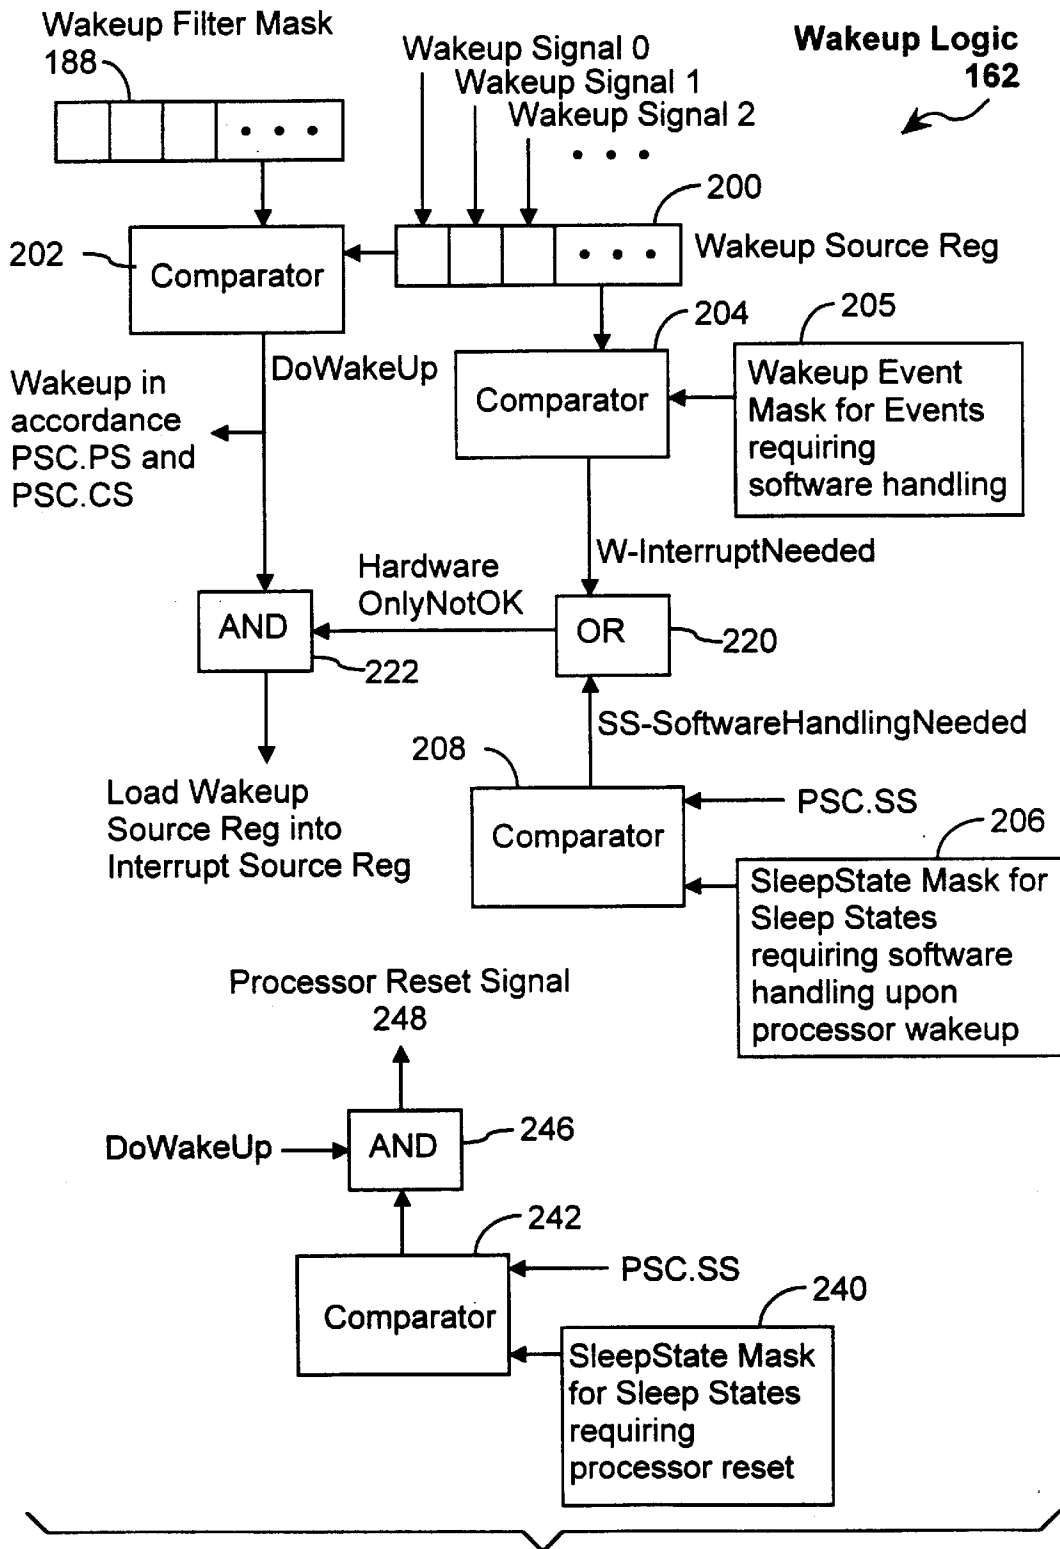 Wakeup Filter Mask
188
Wakeup Signal 0
Wakeup Signal 1
Wakeup Signal 2
Wakeup Logic
162
• • •
• • •
200
202
Comparator
• • •
Wakeup Source Reg
204
205
DoWakeUp
Wakeup in
accordance
PSC.PS and
PSC.CS
Comparator
Wakeup Event
Mask for Events
requiring
software handling
W-InterruptNeeded
Hardware
OnlyNotOK
AND
222
OR
220
SS-SoftwareHandlingNeeded
208
Load Wakeup
Source Reg into
Interrupt Source Reg
Comparator
PSC.SS
206
SleepState Mask for
Sleep States
requiring software
handling upon
processor wakeup
Processor Reset Signal
248
DoWakeUp
AND
246
242
Comparator
PSC.SS
240
SleepState Mask
for Sleep States
requiring
processor reset